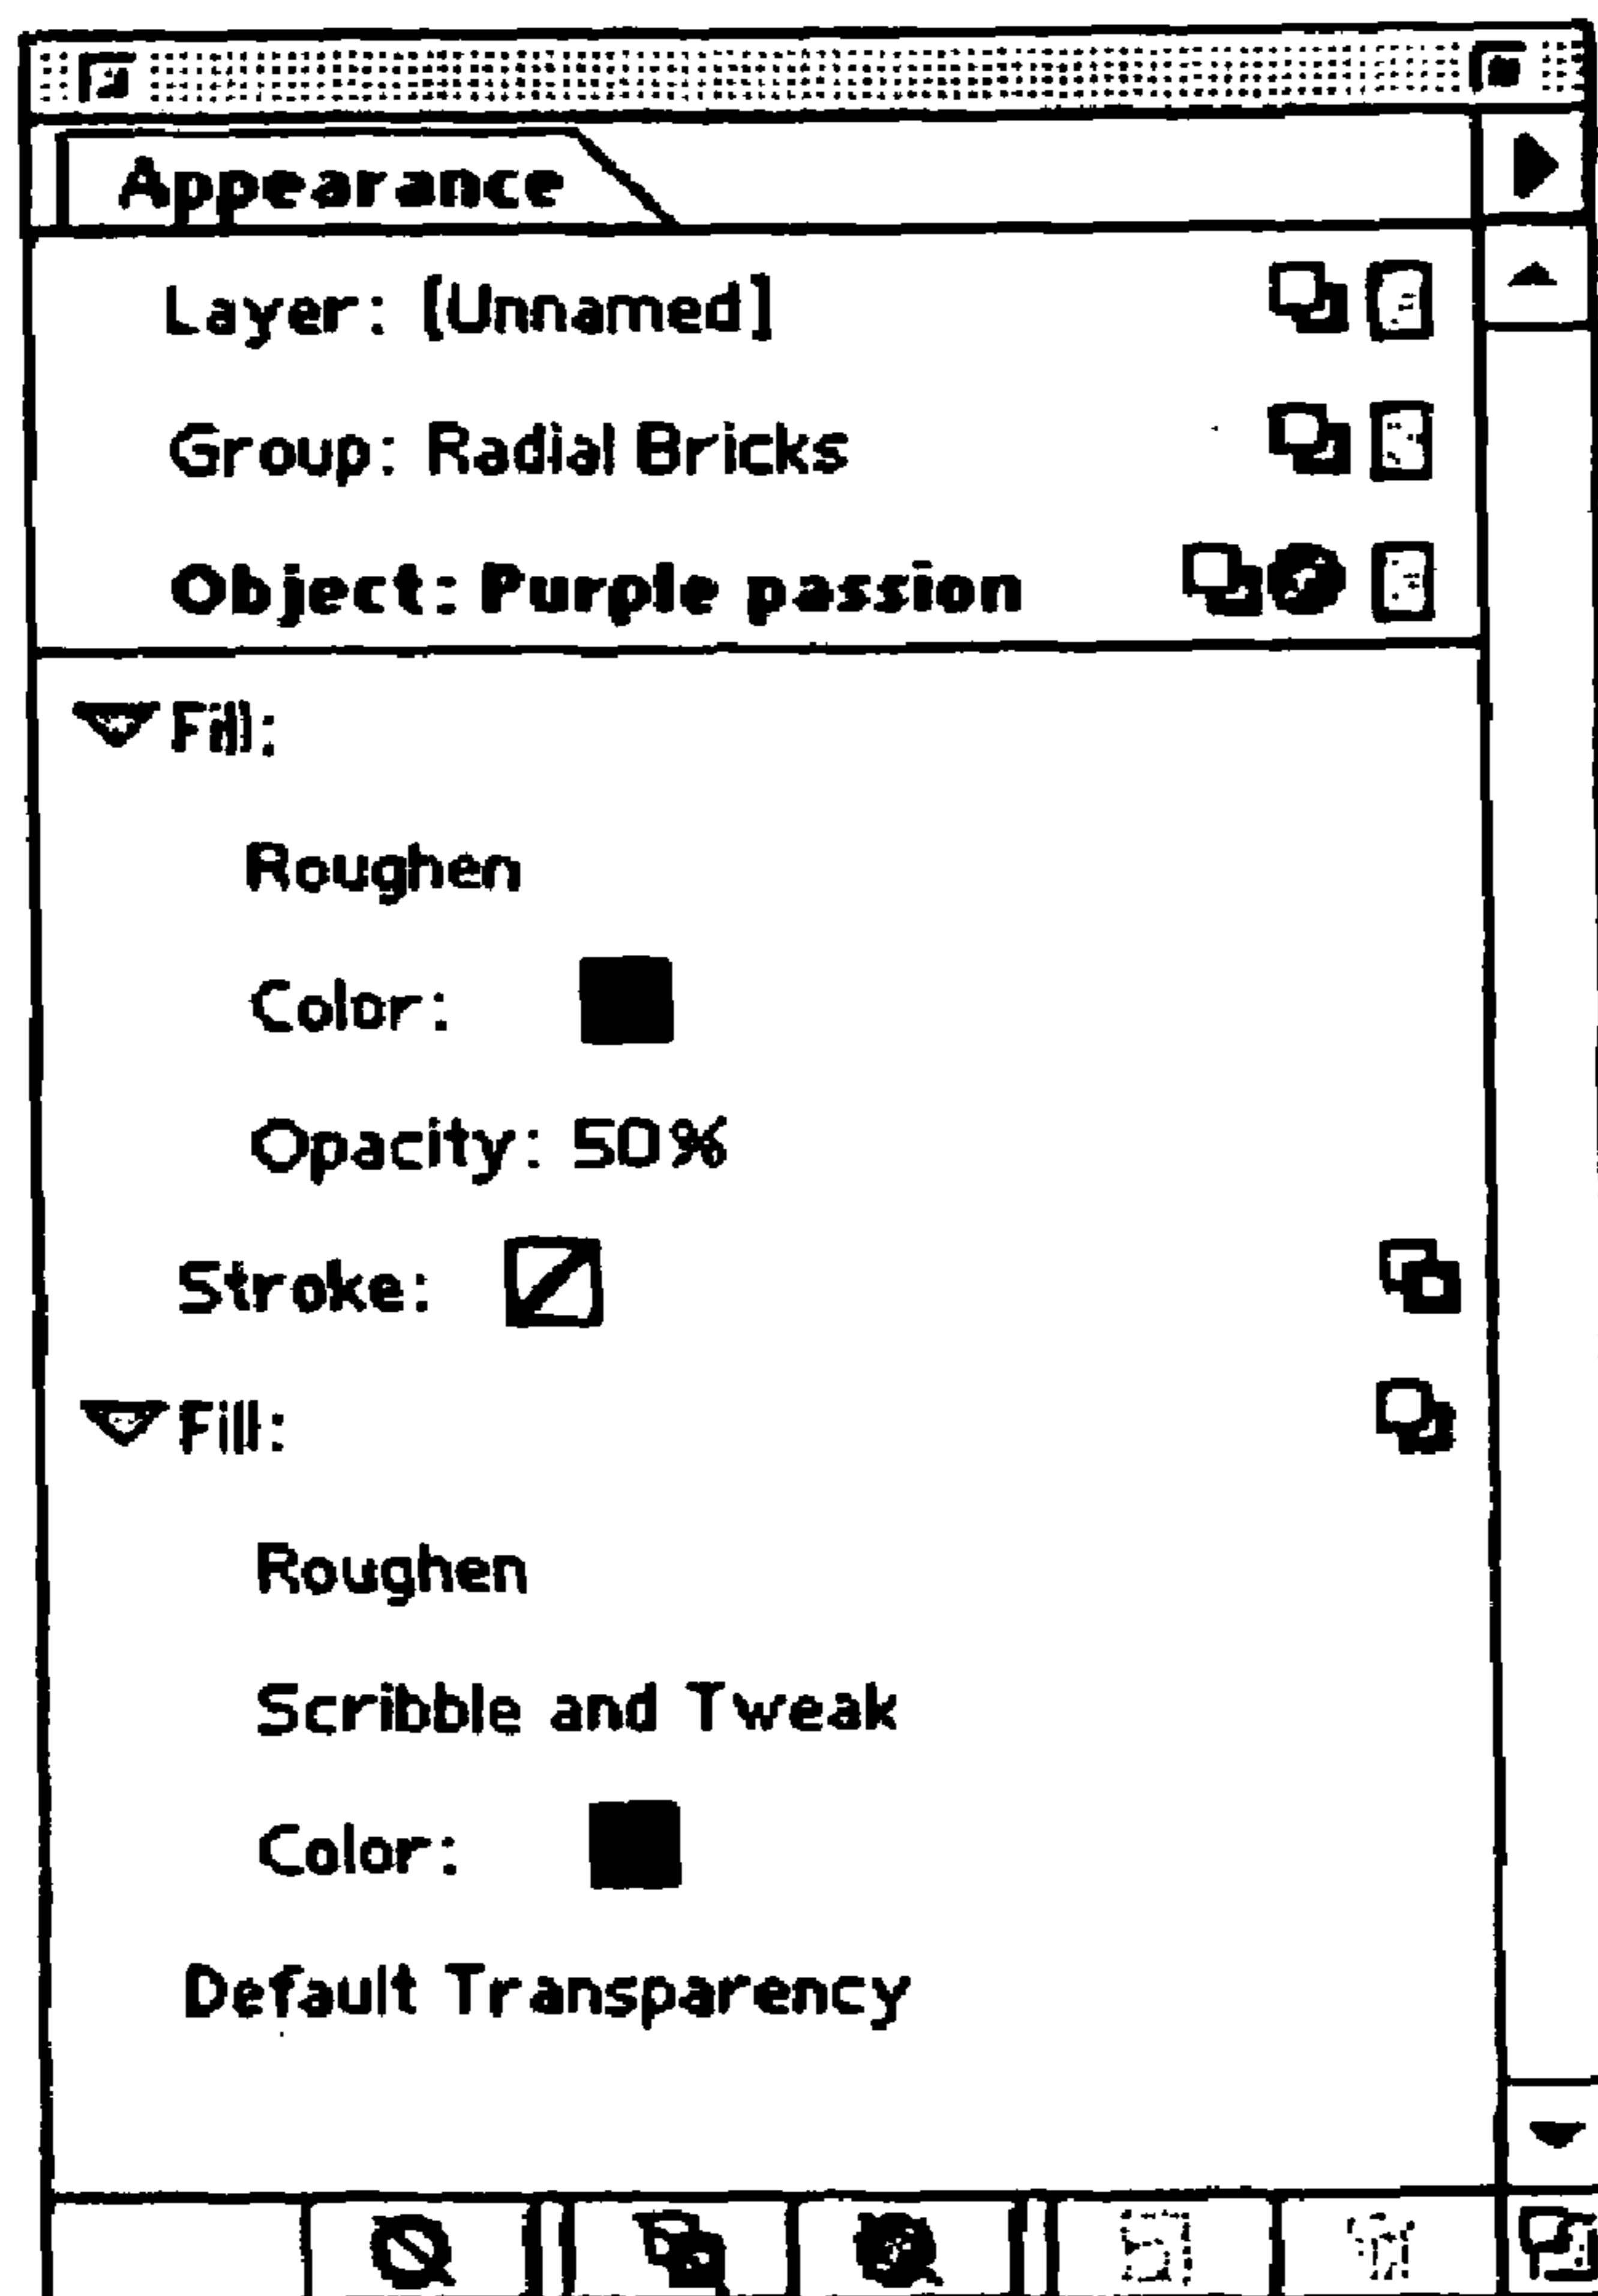 Appearance
Layer: [Unnamed]
Group: Radial Bricks
Object: Purple passion
Fill:
Roughen
Color:
Opacity: 50%
Stroke:
Fill:
Roughen
Scribble and Tweak
Color:
Default Transparency